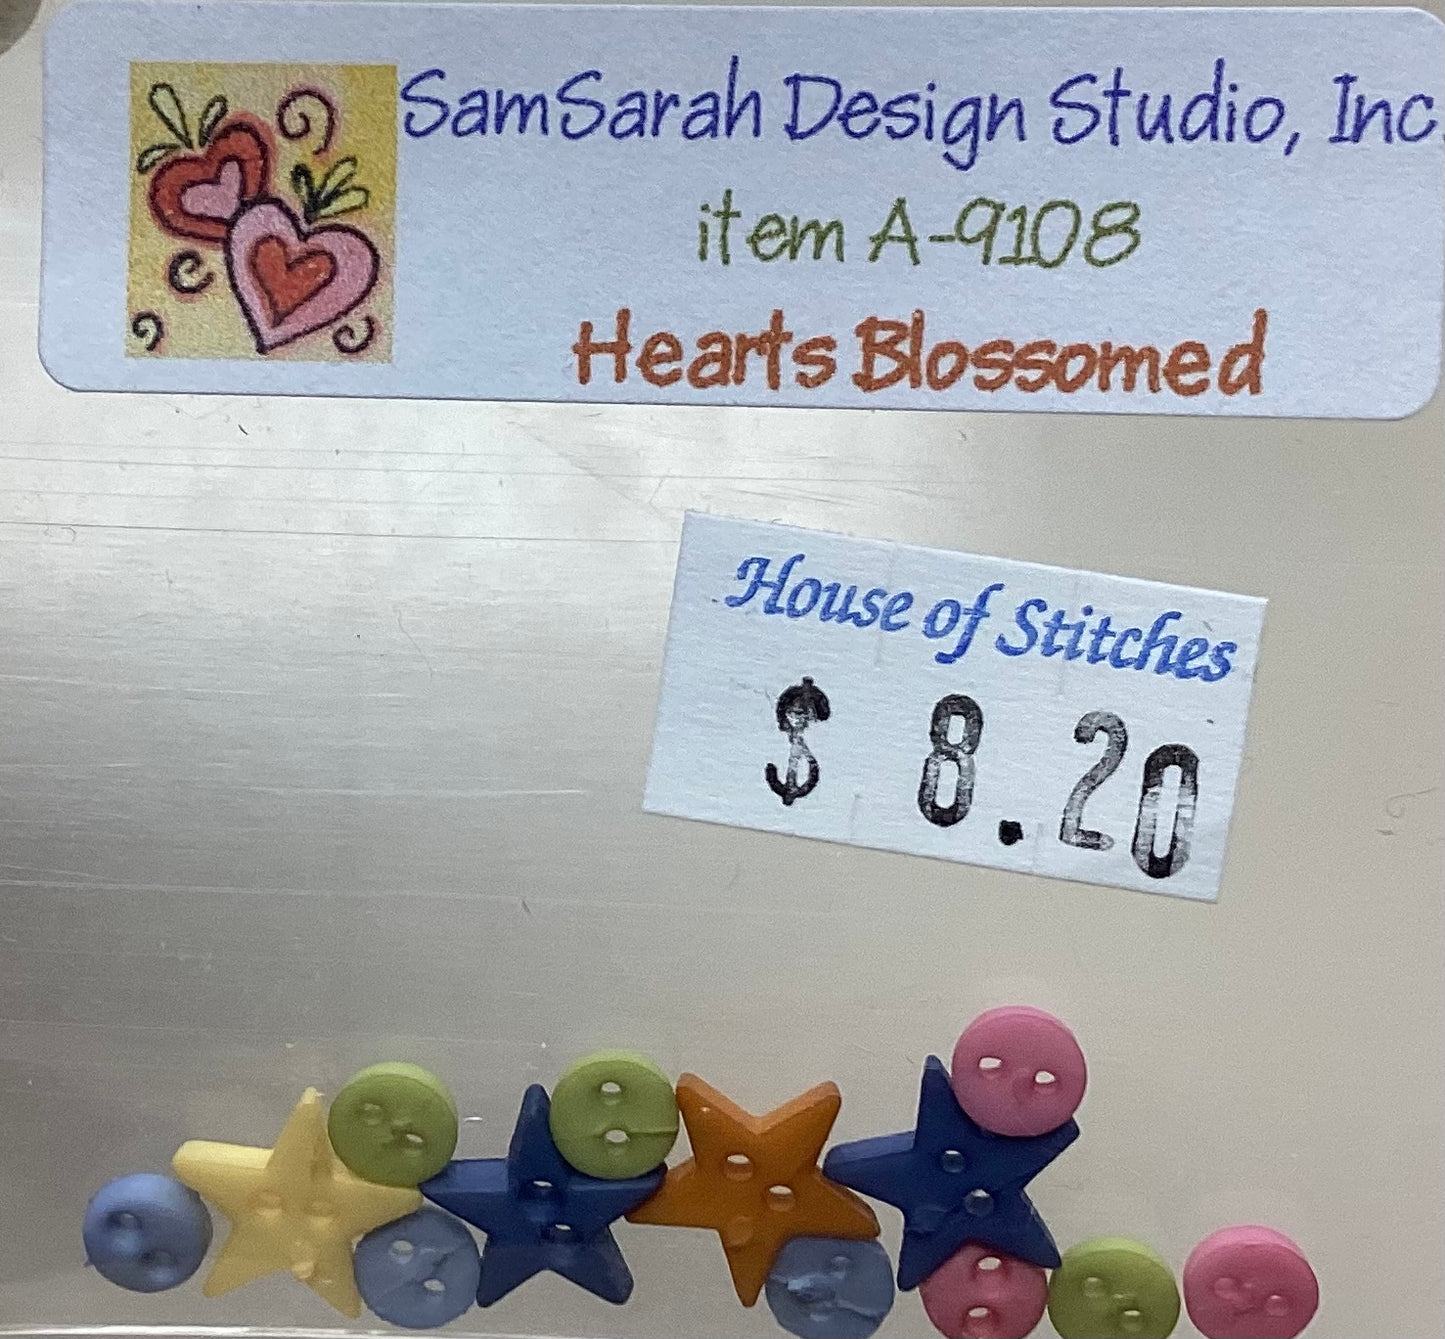 SamSarah Design Studio, Inc.
item A-9108
Hearts Blossomed
House of Stitches
$ 8.20